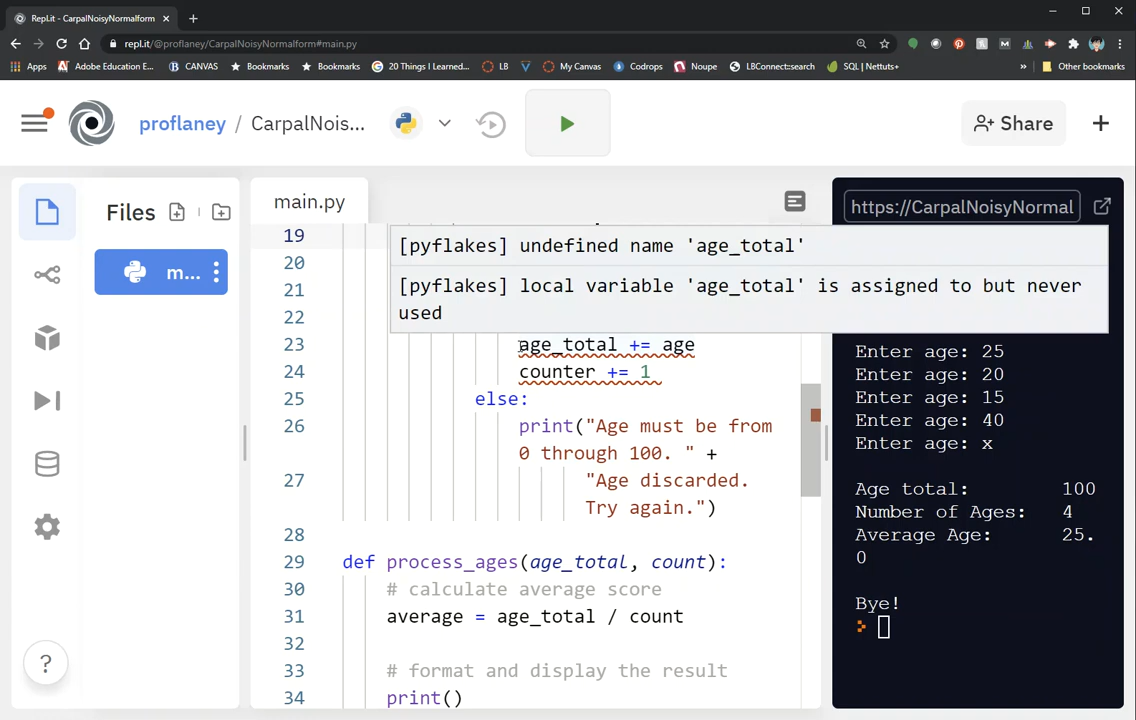 Repl.it - CarpalNoisyNormalform
repl.it/@proflaney/CarpalNoisyNormalform#main.py
Apps Adobe Education E... CANVAS Bookmarks Bookmarks 20 Things I Learned... LB My Canvas Codrops Noupe LBConnect:search SQL | Nettuts+ » Other bookmarks
proflaney / CarpalNois... Share
Files
main.py
https://CarpalNoisyNormal
m...
19
[pyflakes] undefined name 'age_total'
20
21
[pyflakes] local variable 'age_total' is assigned to but never
used
22
23 age_total += age
24 counter += 1
25 else:
26 print("Age must be from
0 through 100. " +
27 "Age discarded.
Try again.")
28
29 def process_ages(age_total, count):
30 # calculate average score
31 average = age_total / count
32
33 # format and display the result
34 print()
Enter age: 25
Enter age: 20
Enter age: 15
Enter age: 40
Enter age: x
Age total: 100
Number of Ages: 4
Average Age: 25.
0
Bye!
?